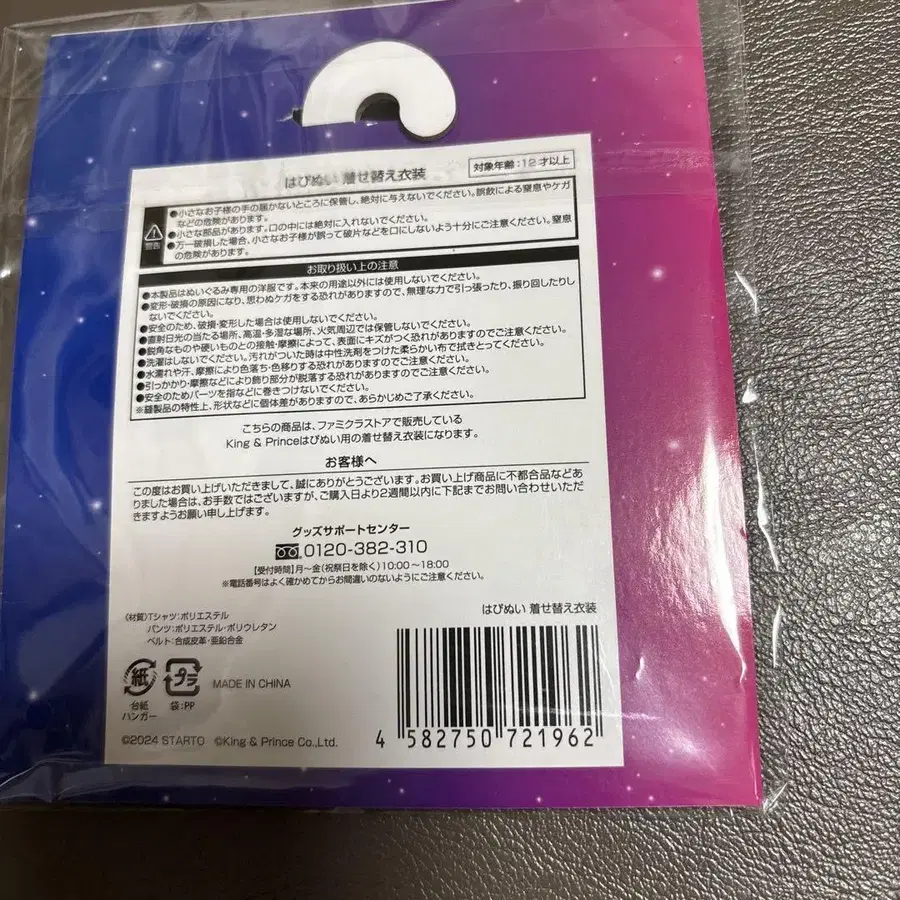 はぴぬい 着せ替え衣装
対象年齢:12才以上
警告
●小さなお子様の手の届かないところに保管し、絶対に与えないでください。誤飲による窒息やケガ
などの危険があります。
●小さな部品があります。口の中には絶対に入れないでください。
●万一破損した場合、小さなお子様が誤って破片などを口にしないよう十分にご注意ください。窒息
の危険があります。
お取り扱い上の注意
●本製品はぬいぐるみ専用の洋服です。本来の用途以外には使用しないでください。
●変形・破損の原因になり、思わぬケガをする恐れがありますので、無理な力で引っ張ったり、振り回したりし
ないでください。
●安全のため、破損・変形した場合は使用しないでください。
●直射日光の当たる場所、高温・多湿な場所、火気周辺では保管しないでください。
●鋭角なものや硬いものとの接触・摩擦によって、表面にキズがつく恐れがありますのでご注意ください。
●洗濯はしないでください。汚れがついた時は中性洗剤をつけた柔らかい布で拭きとってください。
●水濡れや汗、摩擦により色落ち・色移りする恐れがありますのでご注意ください。
●引っかかり・摩擦などにより飾り部分が脱落する恐れがありますのでご注意ください。
●安全のためパーツを指などに巻きつけないでください。
※縫製品の特性上、形状などに個体差がありますので、あらかじめご了承ください。
こちらの商品は、ファミクラストアで販売している
King & Princeはぴぬい用の着せ替え衣装になります。
お客様へ
この度はお買い上げいただきまして、誠にありがとうございます。お買い上げ商品に不都合品などあ
りました場合は、お手数ではございますが、ご購入日より2週間以内に下記までお問い合わせいただ
きますようお願い申し上げます。
グッズサポートセンター
0120-382-310
【受付時間】月~金(祝祭日を除く)10:00~18:00
※電話番号はよく確かめてからお間違いのないようにご注意ください。
《材質》Tシャツ:ポリエステル
パンツ:ポリエステル・ポリウレタン
ベルト:合成皮革・亜鉛合金
はぴぬい 着せ替え衣装
紙
プラ
MADE IN CHINA
台紙
ハンガー
袋:PP
©2024 STARTO ©King & Prince Co.,Ltd.
4 582750 721962